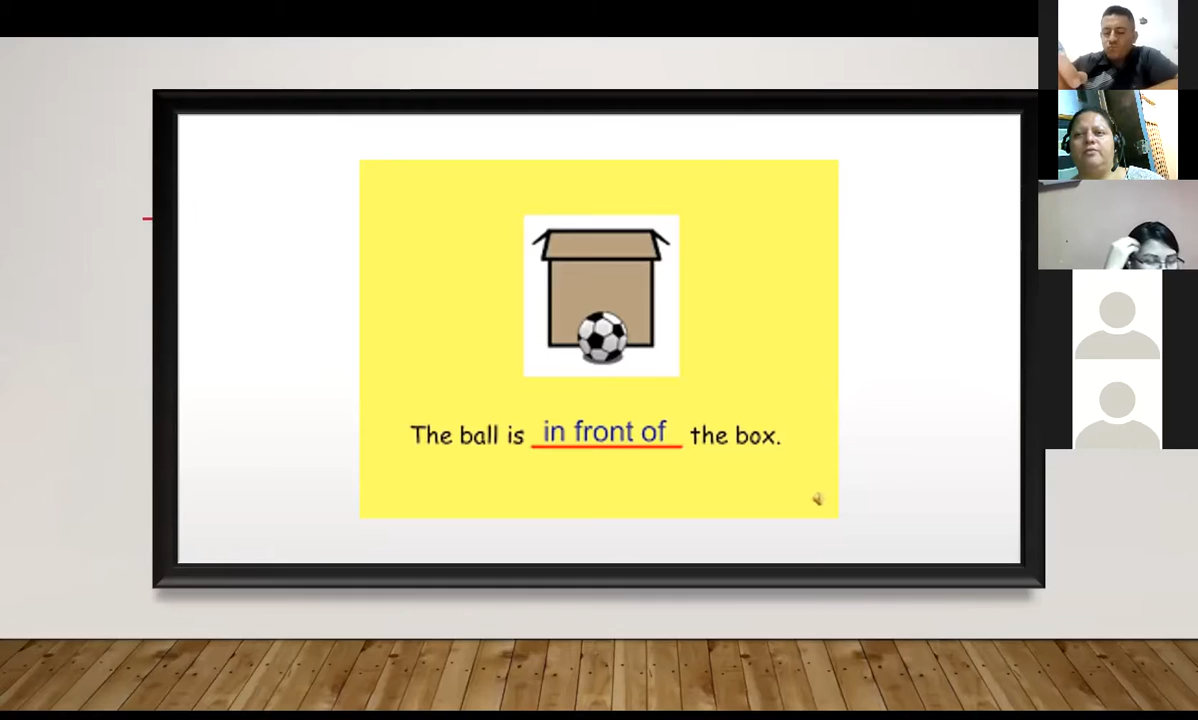 The ball is in front of the box.